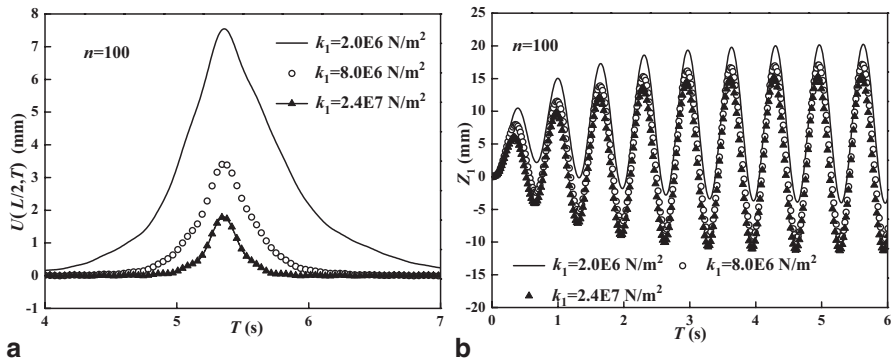 8
7
6
5
4
3
2
1
0
-1
U(L/2,T) (mm)
n=100
k₁=2.0E6 N/m²
k₁=8.0E6 N/m²
k₁=2.4E7 N/m²
4 5 6 7
T (s)
a
25
20
15
10
5
0
-5
-10
-15
-20
Z₁ (mm)
n=100
k₁=2.0E6 N/m² k₁=8.0E6 N/m²
k₁=2.4E7 N/m²
0 1 2 3 4 5 6
T (s)
b